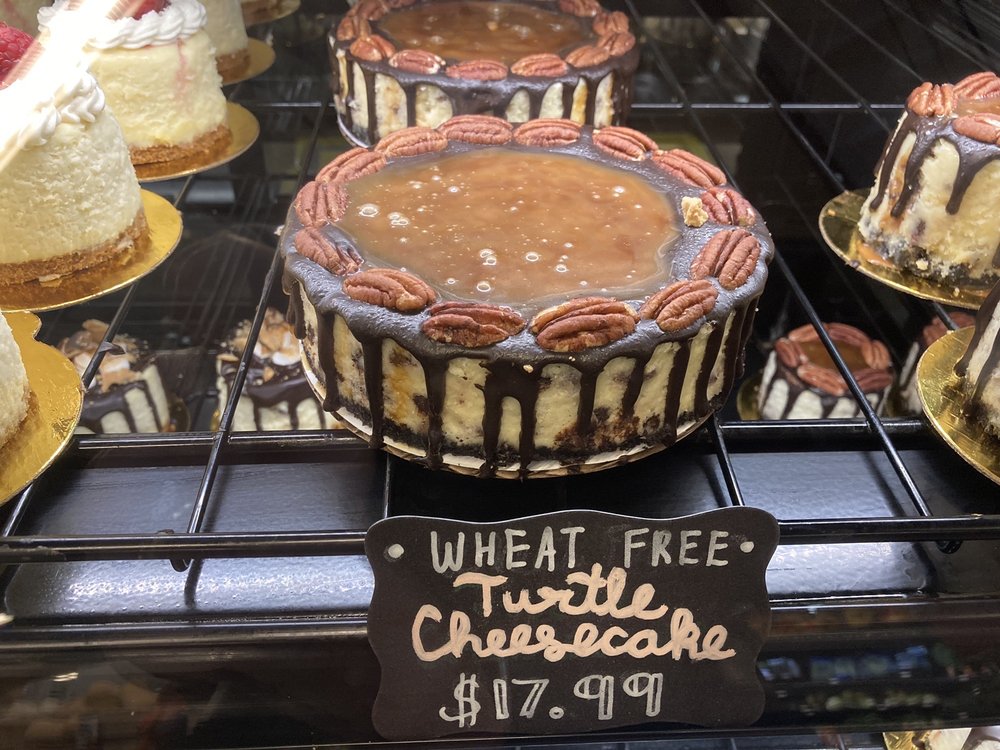 WHEAT FREE
Turtle
Cheesecake
$17.99